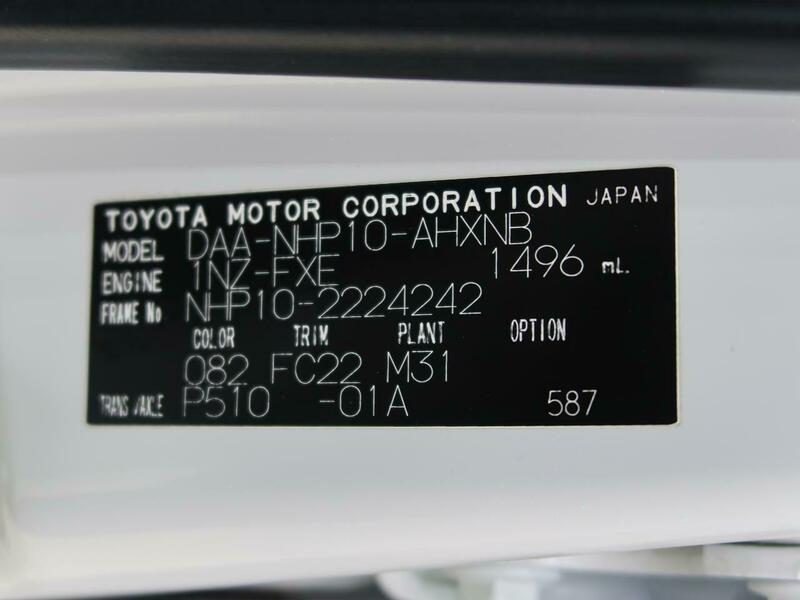 TOYOTA MOTOR CORPORATION JAPAN
MODEL DAA-NHP10-AHXNB
ENGINE 1NZ-FXE 1496 mL.
FRAME No NHP10-2224242
COLOR TRIM PLANT OPTION
082 FC22 M31
TRANS/AXLE P510 -01A 587